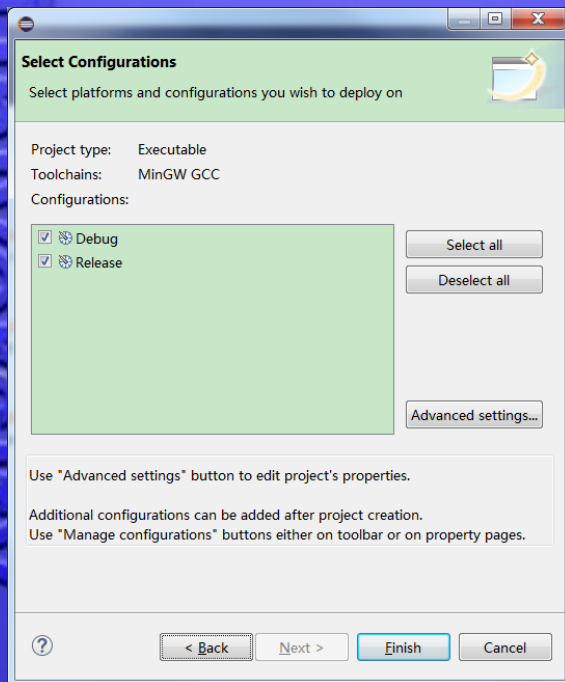 Select Configurations
Select platforms and configurations you wish to deploy on
Project type: Executable
Toolchains: MinGW GCC
Configurations:
Debug
Release
Select all
Deselect all
Advanced settings...
Use "Advanced settings" button to edit project's properties.
Additional configurations can be added after project creation.
Use "Manage configurations" buttons either on toolbar or on property pages.
< Back
Next >
Finish
Cancel